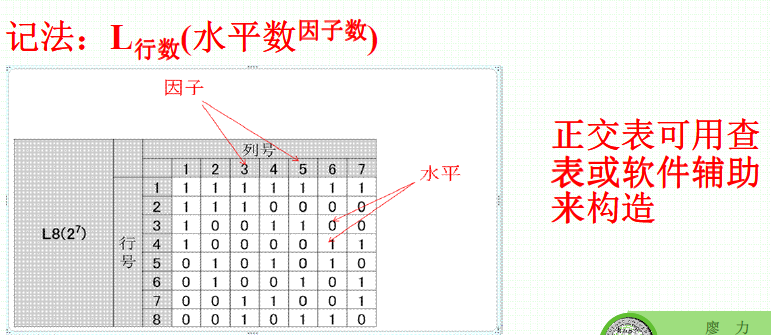 记法：L行数(水平数因子数)
因子
列号
1 2 3 4 5 6 7
水平
L8(2⁷)
行号
1 1 1 1 1 1 1 1
2 1 1 1 0 0 0 0
3 1 0 0 1 1 0 0
4 1 0 0 0 0 1 1
5 0 1 0 1 0 1 0
6 0 1 0 0 1 0 1
7 0 0 1 1 0 0 1
8 0 0 1 0 1 1 0
正交表可用查
表或软件辅助
来构造
廖 力